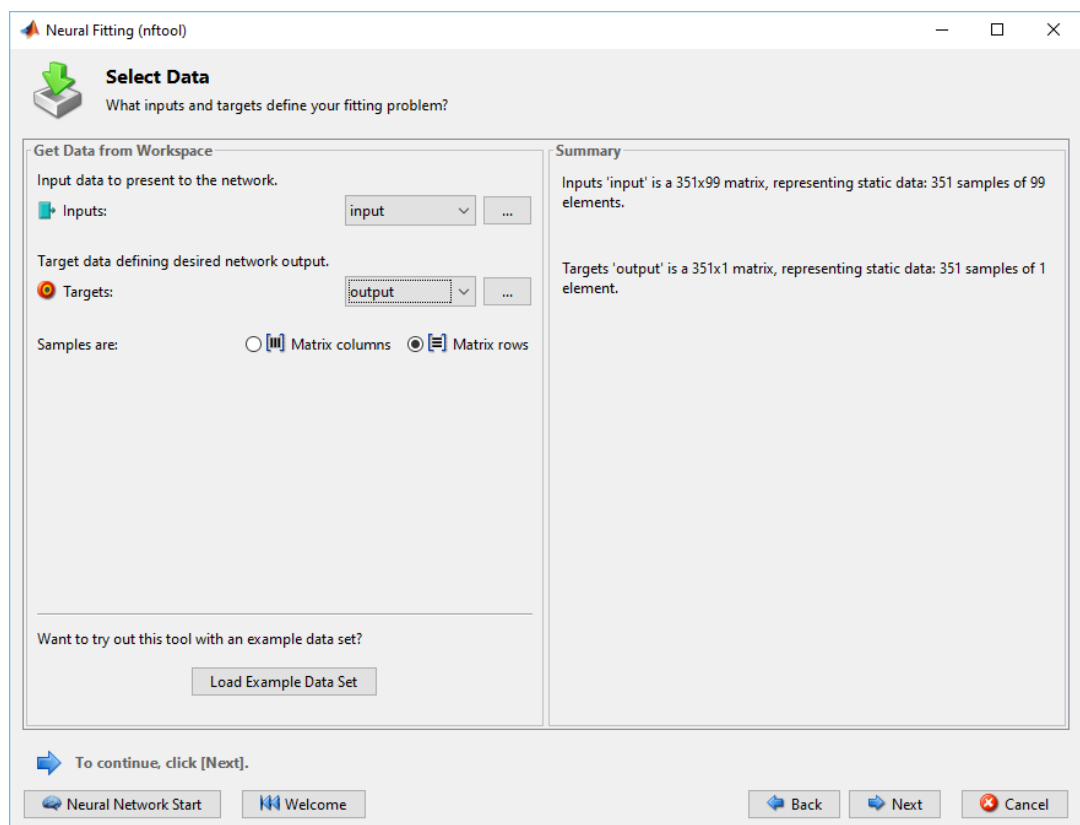 Neural Fitting (nftool)
Select Data
What inputs and targets define your fitting problem?
Get Data from Workspace
Input data to present to the network.
Inputs:
input
...
Target data defining desired network output.
Targets:
output
...
Samples are:
Matrix columns
Matrix rows
Want to try out this tool with an example data set?
Load Example Data Set
Summary
Inputs 'input' is a 351x99 matrix, representing static data: 351 samples of 99
elements.
Targets 'output' is a 351x1 matrix, representing static data: 351 samples of 1
element.
To continue, click [Next].
Neural Network Start
Welcome
Back
Next
Cancel